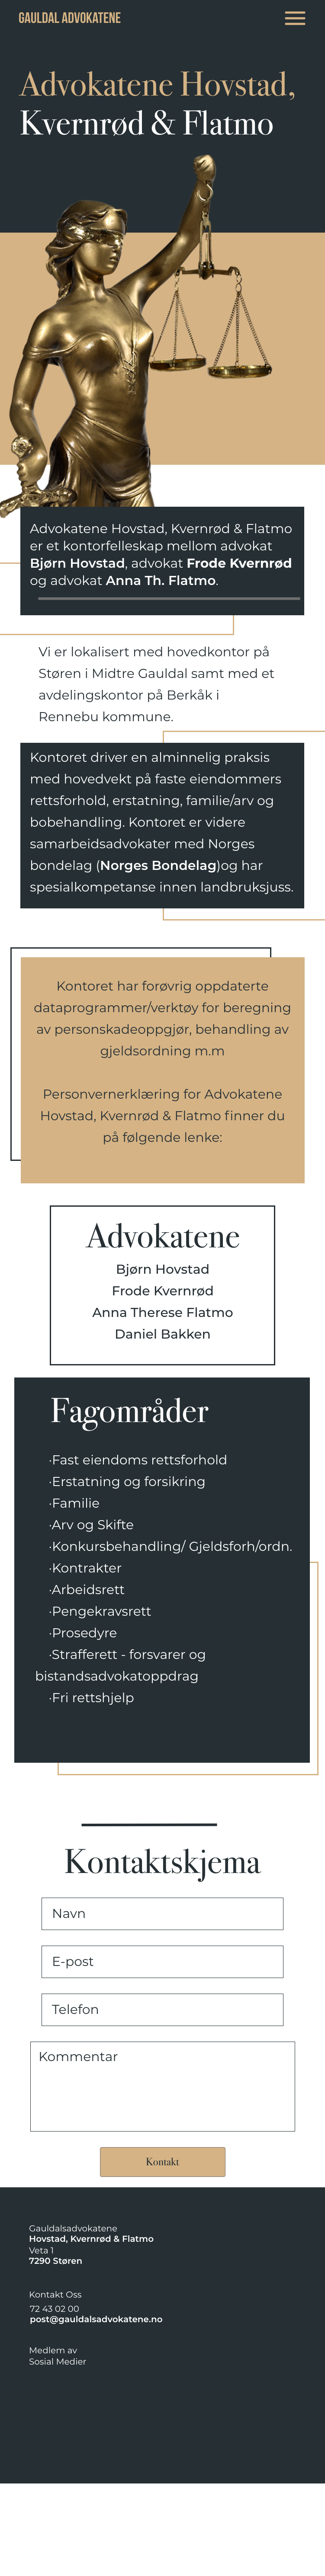 GAULDAL ADVOKATENE
Advokatene Hovstad,
Kvernrød & Flatmo
Advokatene Hovstad, Kvernrød & Flatmo
er et kontorfelleskap mellom advokat
Bjørn Hovstad, advokat Frode Kvernrød
og advokat Anna Th. Flatmo.
Vi er lokalisert med hovedkontor på
Støren i Midtre Gauldal samt med et
avdelingskontor på Berkåk i
Rennebu kommune.
Kontoret driver en alminnelig praksis
med hovedvekt på faste eiendommers
rettsforhold, erstatning, familie/arv og
bobehandling. Kontoret er videre
samarbeidsadvokater med Norges
bondelag (Norges Bondelag)og har
spesialkompetanse innen landbruksjuss.
Kontoret har forøvrig oppdaterte
dataprogrammer/verktøy for beregning
av personskadeoppgjør, behandling av
gjeldsordning m.m
Personvernerklæring for Advokatene
Hovstad, Kvernrød & Flatmo finner du
på følgende lenke:
Advokatene
Bjørn Hovstad
Frode Kvernrød
Anna Therese Flatmo
Daniel Bakken
Fagområder
·Fast eiendoms rettsforhold
·Erstatning og forsikring
·Familie
·Arv og Skifte
·Konkursbehandling/ Gjeldsforh/ordn.
·Kontrakter
·Arbeidsrett
·Pengekravsrett
·Prosedyre
·Strafferett - forsvarer og
bistandsadvokatoppdrag
·Fri rettshjelp
Kontaktskjema
Navn
E-post
Telefon
Kommentar
Kontakt
Gauldalsadvokatene
Hovstad, Kvernrød & Flatmo
Veta 1
7290 Støren
Kontakt Oss
72 43 02 00
post@gauldalsadvokatene.no
Medlem av
Sosial Medier